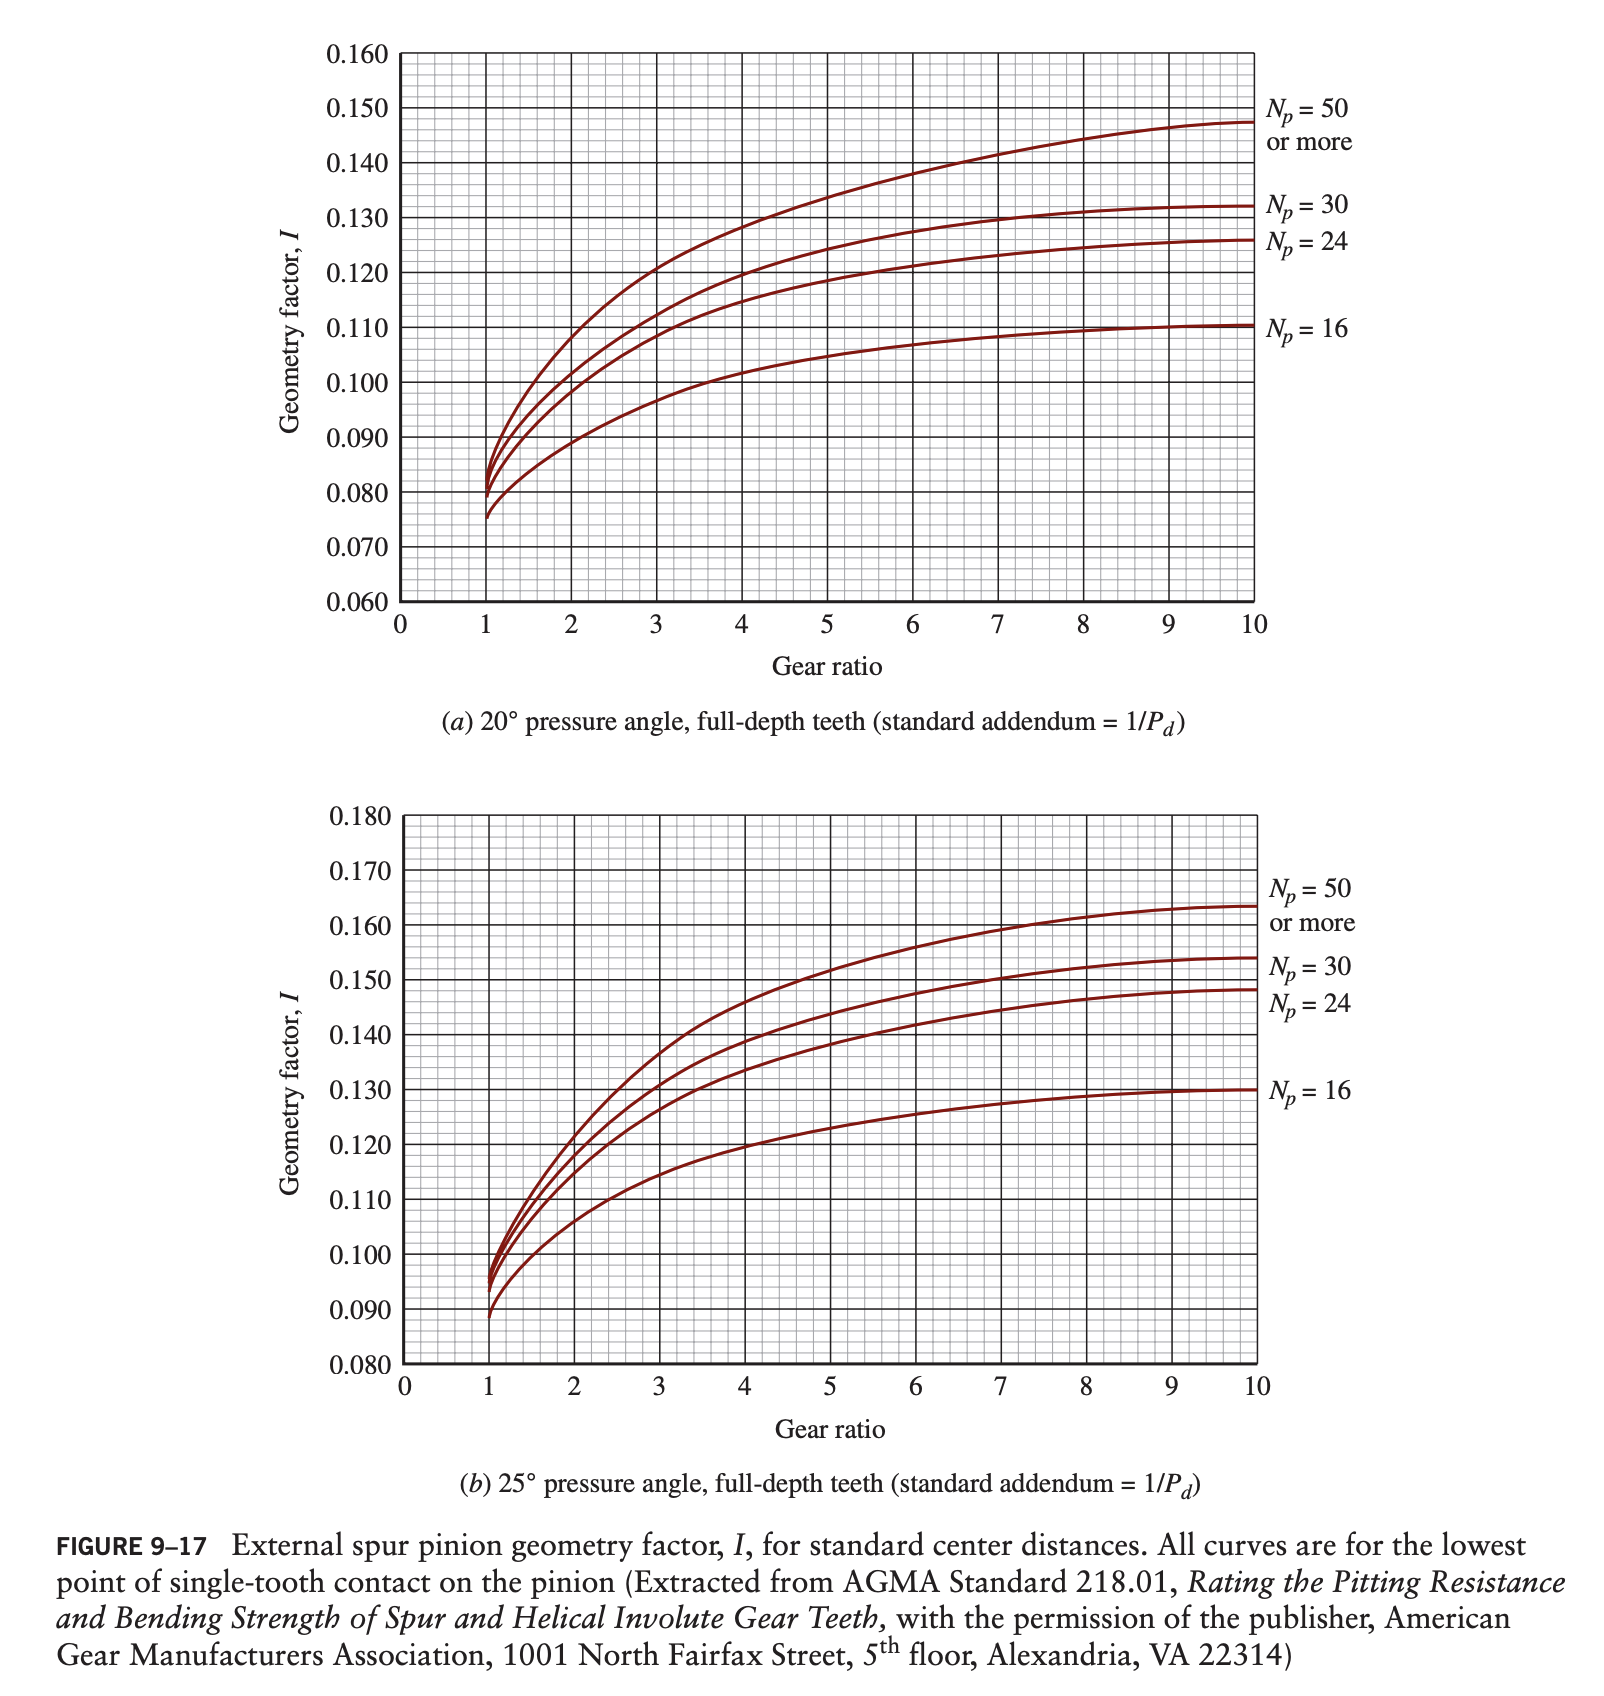 0.160
0.150
0.140
0.130
0.120
0.110
0.100
0.090
0.080
0.070
0.060
Geometry factor, I
N_p = 50
or more
N_p = 30
N_p = 24
N_p = 16
0 1 2 3 4 5 6 7 8 9 10
Gear ratio
(a) 20° pressure angle, full-depth teeth (standard addendum = 1/P_d)
0.180
0.170
0.160
0.150
0.140
0.130
0.120
0.110
0.100
0.090
0.080
Geometry factor, I
N_p = 50
or more
N_p = 30
N_p = 24
N_p = 16
0 1 2 3 4 5 6 7 8 9 10
Gear ratio
(b) 25° pressure angle, full-depth teeth (standard addendum = 1/P_d)
FIGURE 9–17 External spur pinion geometry factor, I, for standard center distances. All curves are for the lowest
point of single-tooth contact on the pinion (Extracted from AGMA Standard 218.01, Rating the Pitting Resistance
and Bending Strength of Spur and Helical Involute Gear Teeth, with the permission of the publisher, American
Gear Manufacturers Association, 1001 North Fairfax Street, 5th floor, Alexandria, VA 22314)